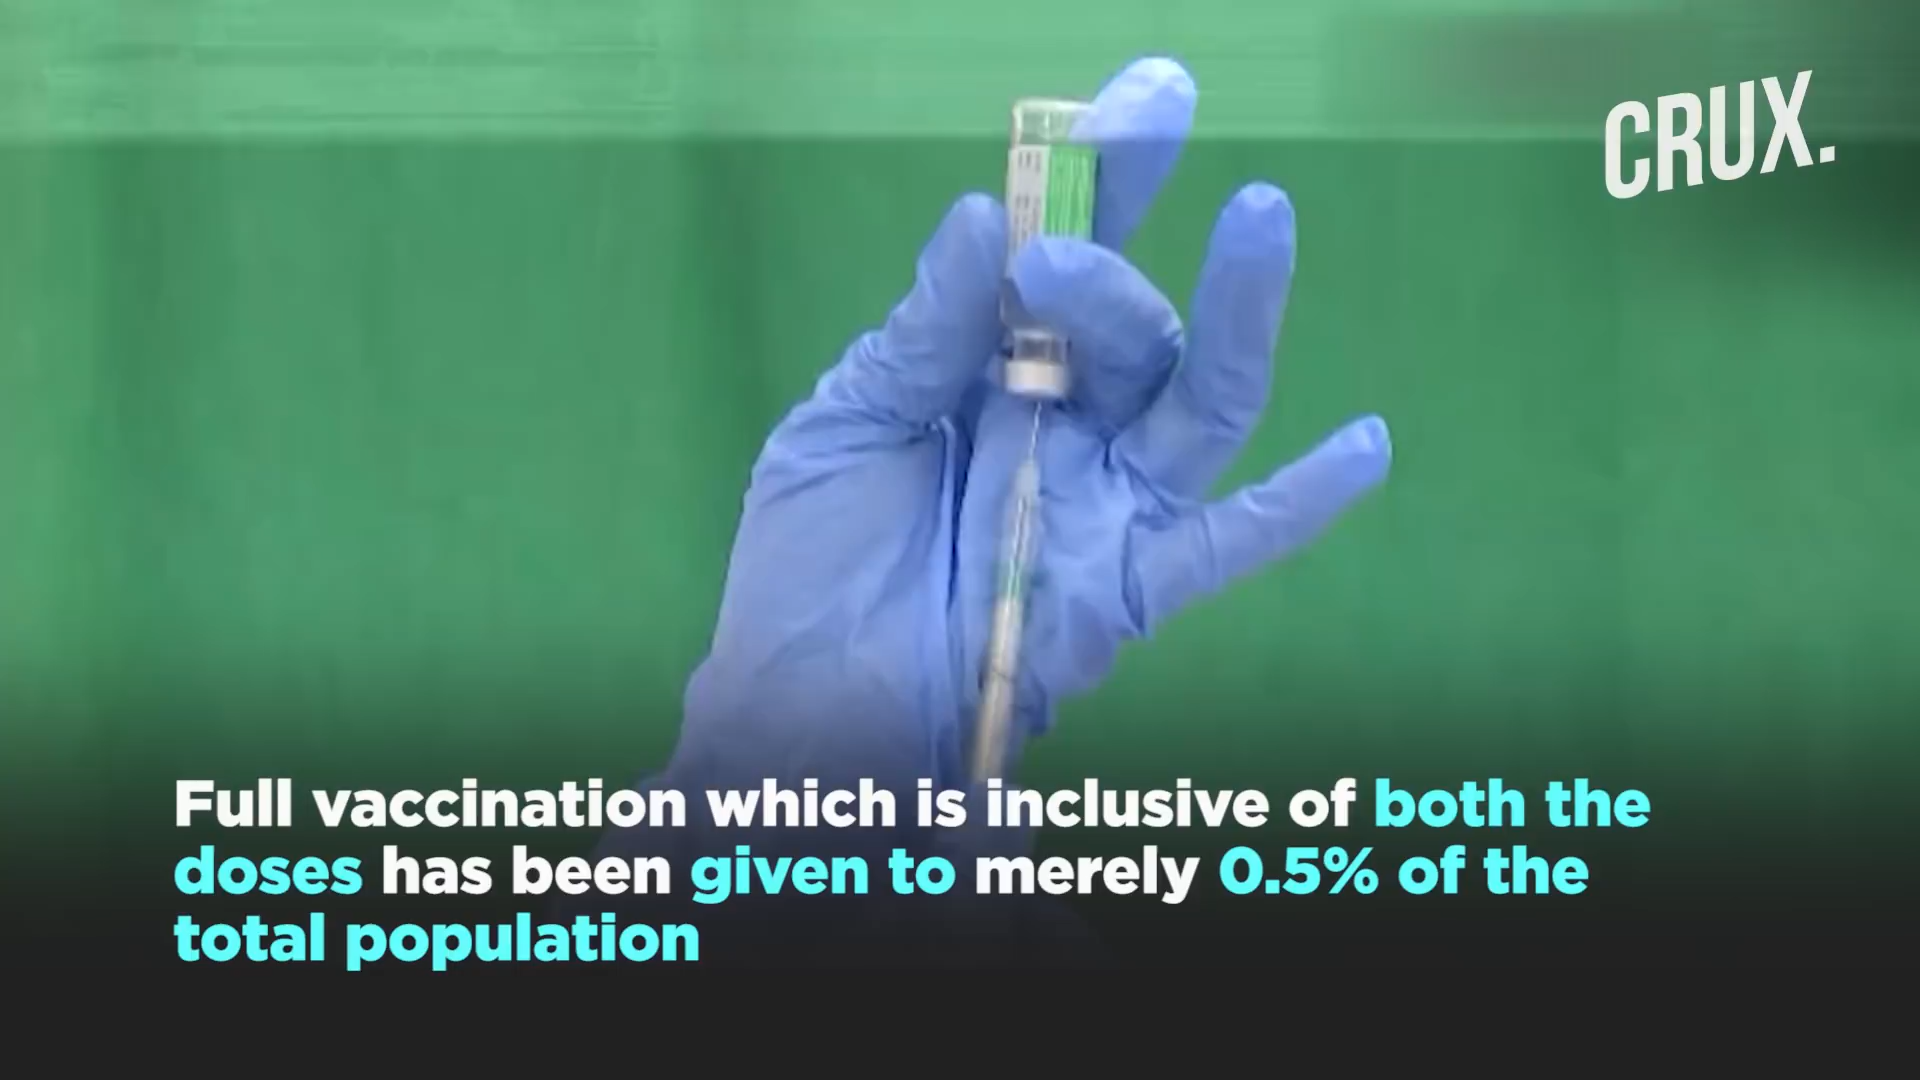 CRUX.
Full vaccination which is inclusive of both the
doses has been given to merely 0.5% of the
total population